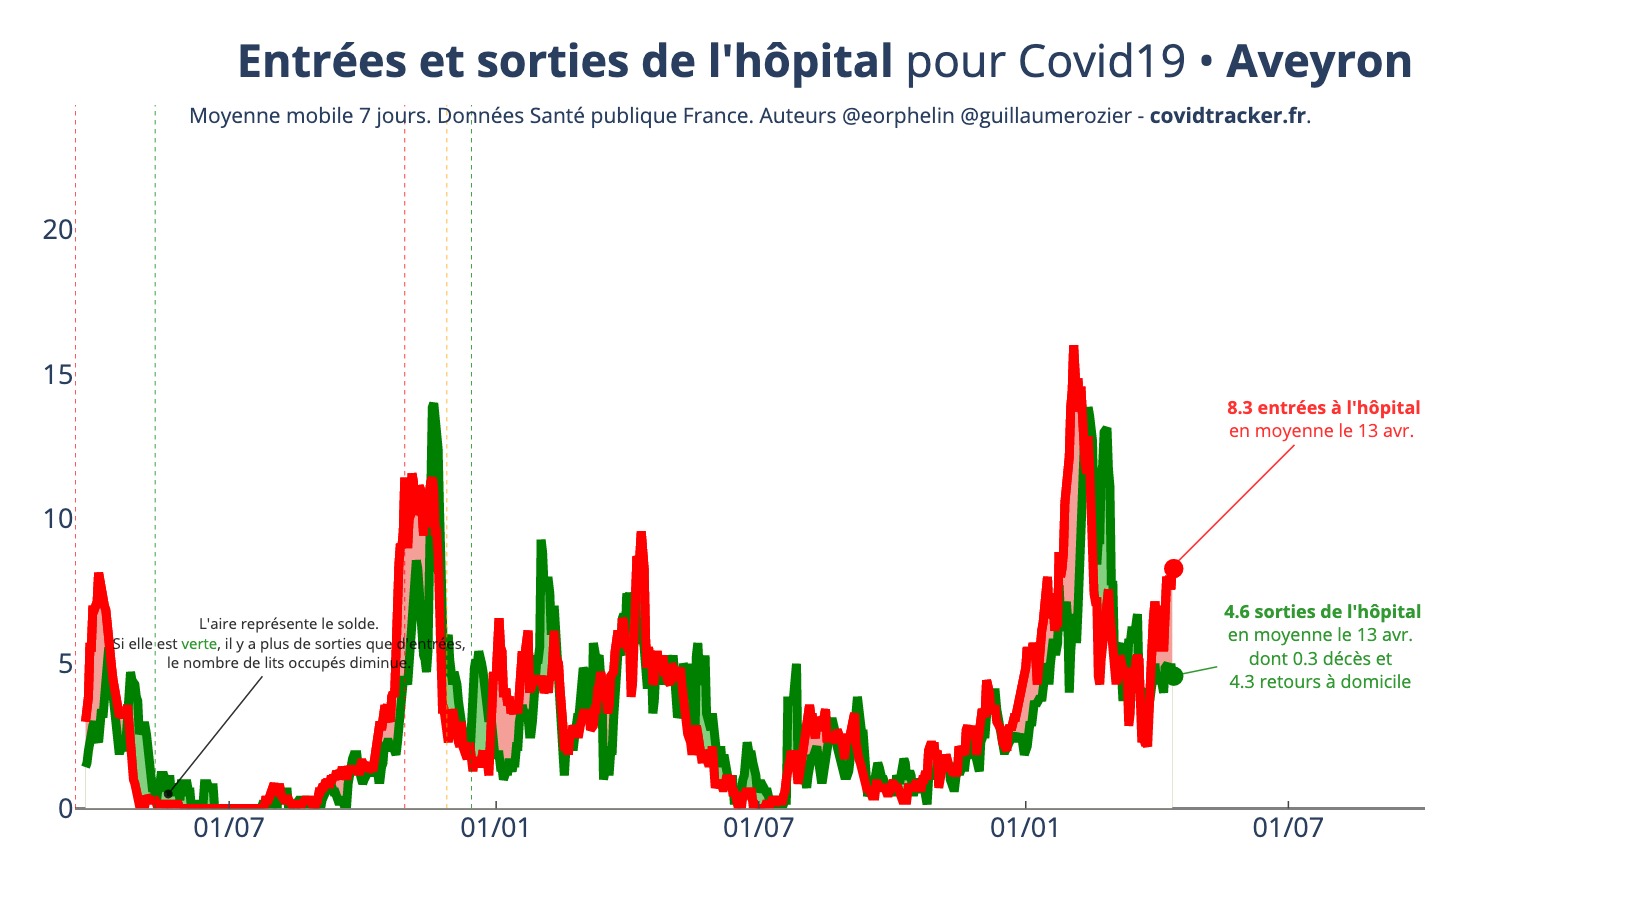 Entrées et sorties de l'hôpital pour Covid19 • Aveyron
Moyenne mobile 7 jours. Données Santé publique France. Auteurs @eorphelin @guillaumerozier - covidtracker.fr.
20
15
10
5
0
8.3 entrées à l'hôpital
en moyenne le 13 avr.
4.6 sorties de l'hôpital
en moyenne le 13 avr.
dont 0.3 décès et
4.3 retours à domicile
L'aire représente le solde.
Si elle est verte, il y a plus de sorties que d'entrées,
le nombre de lits occupés diminue.
01/07
01/01
01/07
01/01
01/07